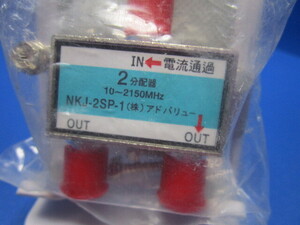 IN←電流通過
2分配器
10~2150MHz
NKJ-2SP-1(株)アドバリュー
OUT OUT
↓